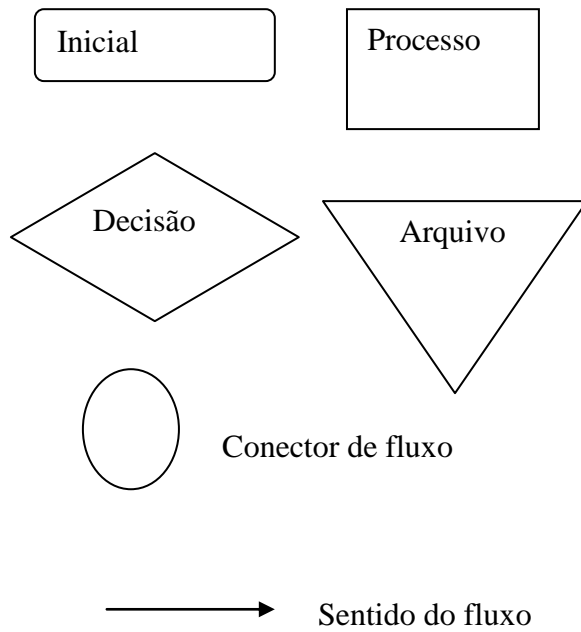 Inicial
Processo
Decisão
Arquivo
Conector de fluxo
Sentido do fluxo